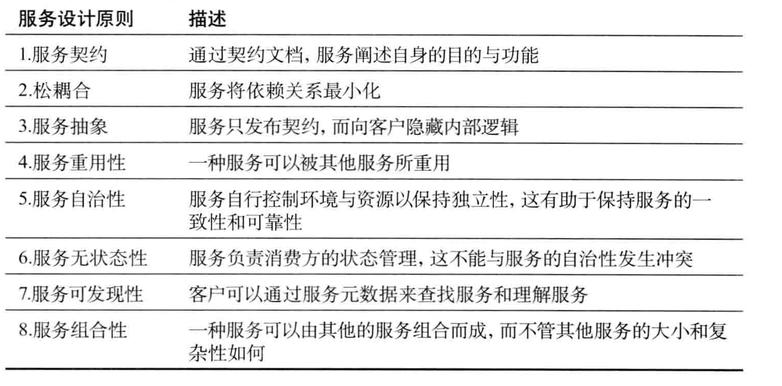 服务设计原则 描述
1.服务契约 通过契约文档，服务阐述自身的目的与功能
2.松耦合 服务将依赖关系最小化
3.服务抽象 服务只发布契约，而向客户隐藏内部逻辑
4.服务重用性 一种服务可以被其他服务所重用
5.服务自治性 服务自行控制环境与资源以保持独立性，这有助于保持服务的一
致性和可靠性
6.服务无状态性 服务负责消费方的状态管理，这不能与服务的自治性发生冲突
7.服务可发现性 客户可以通过服务元数据来查找服务和理解服务
8.服务组合性 一种服务可以由其他的服务组合而成，而不管其他服务的大小和复
杂性如何